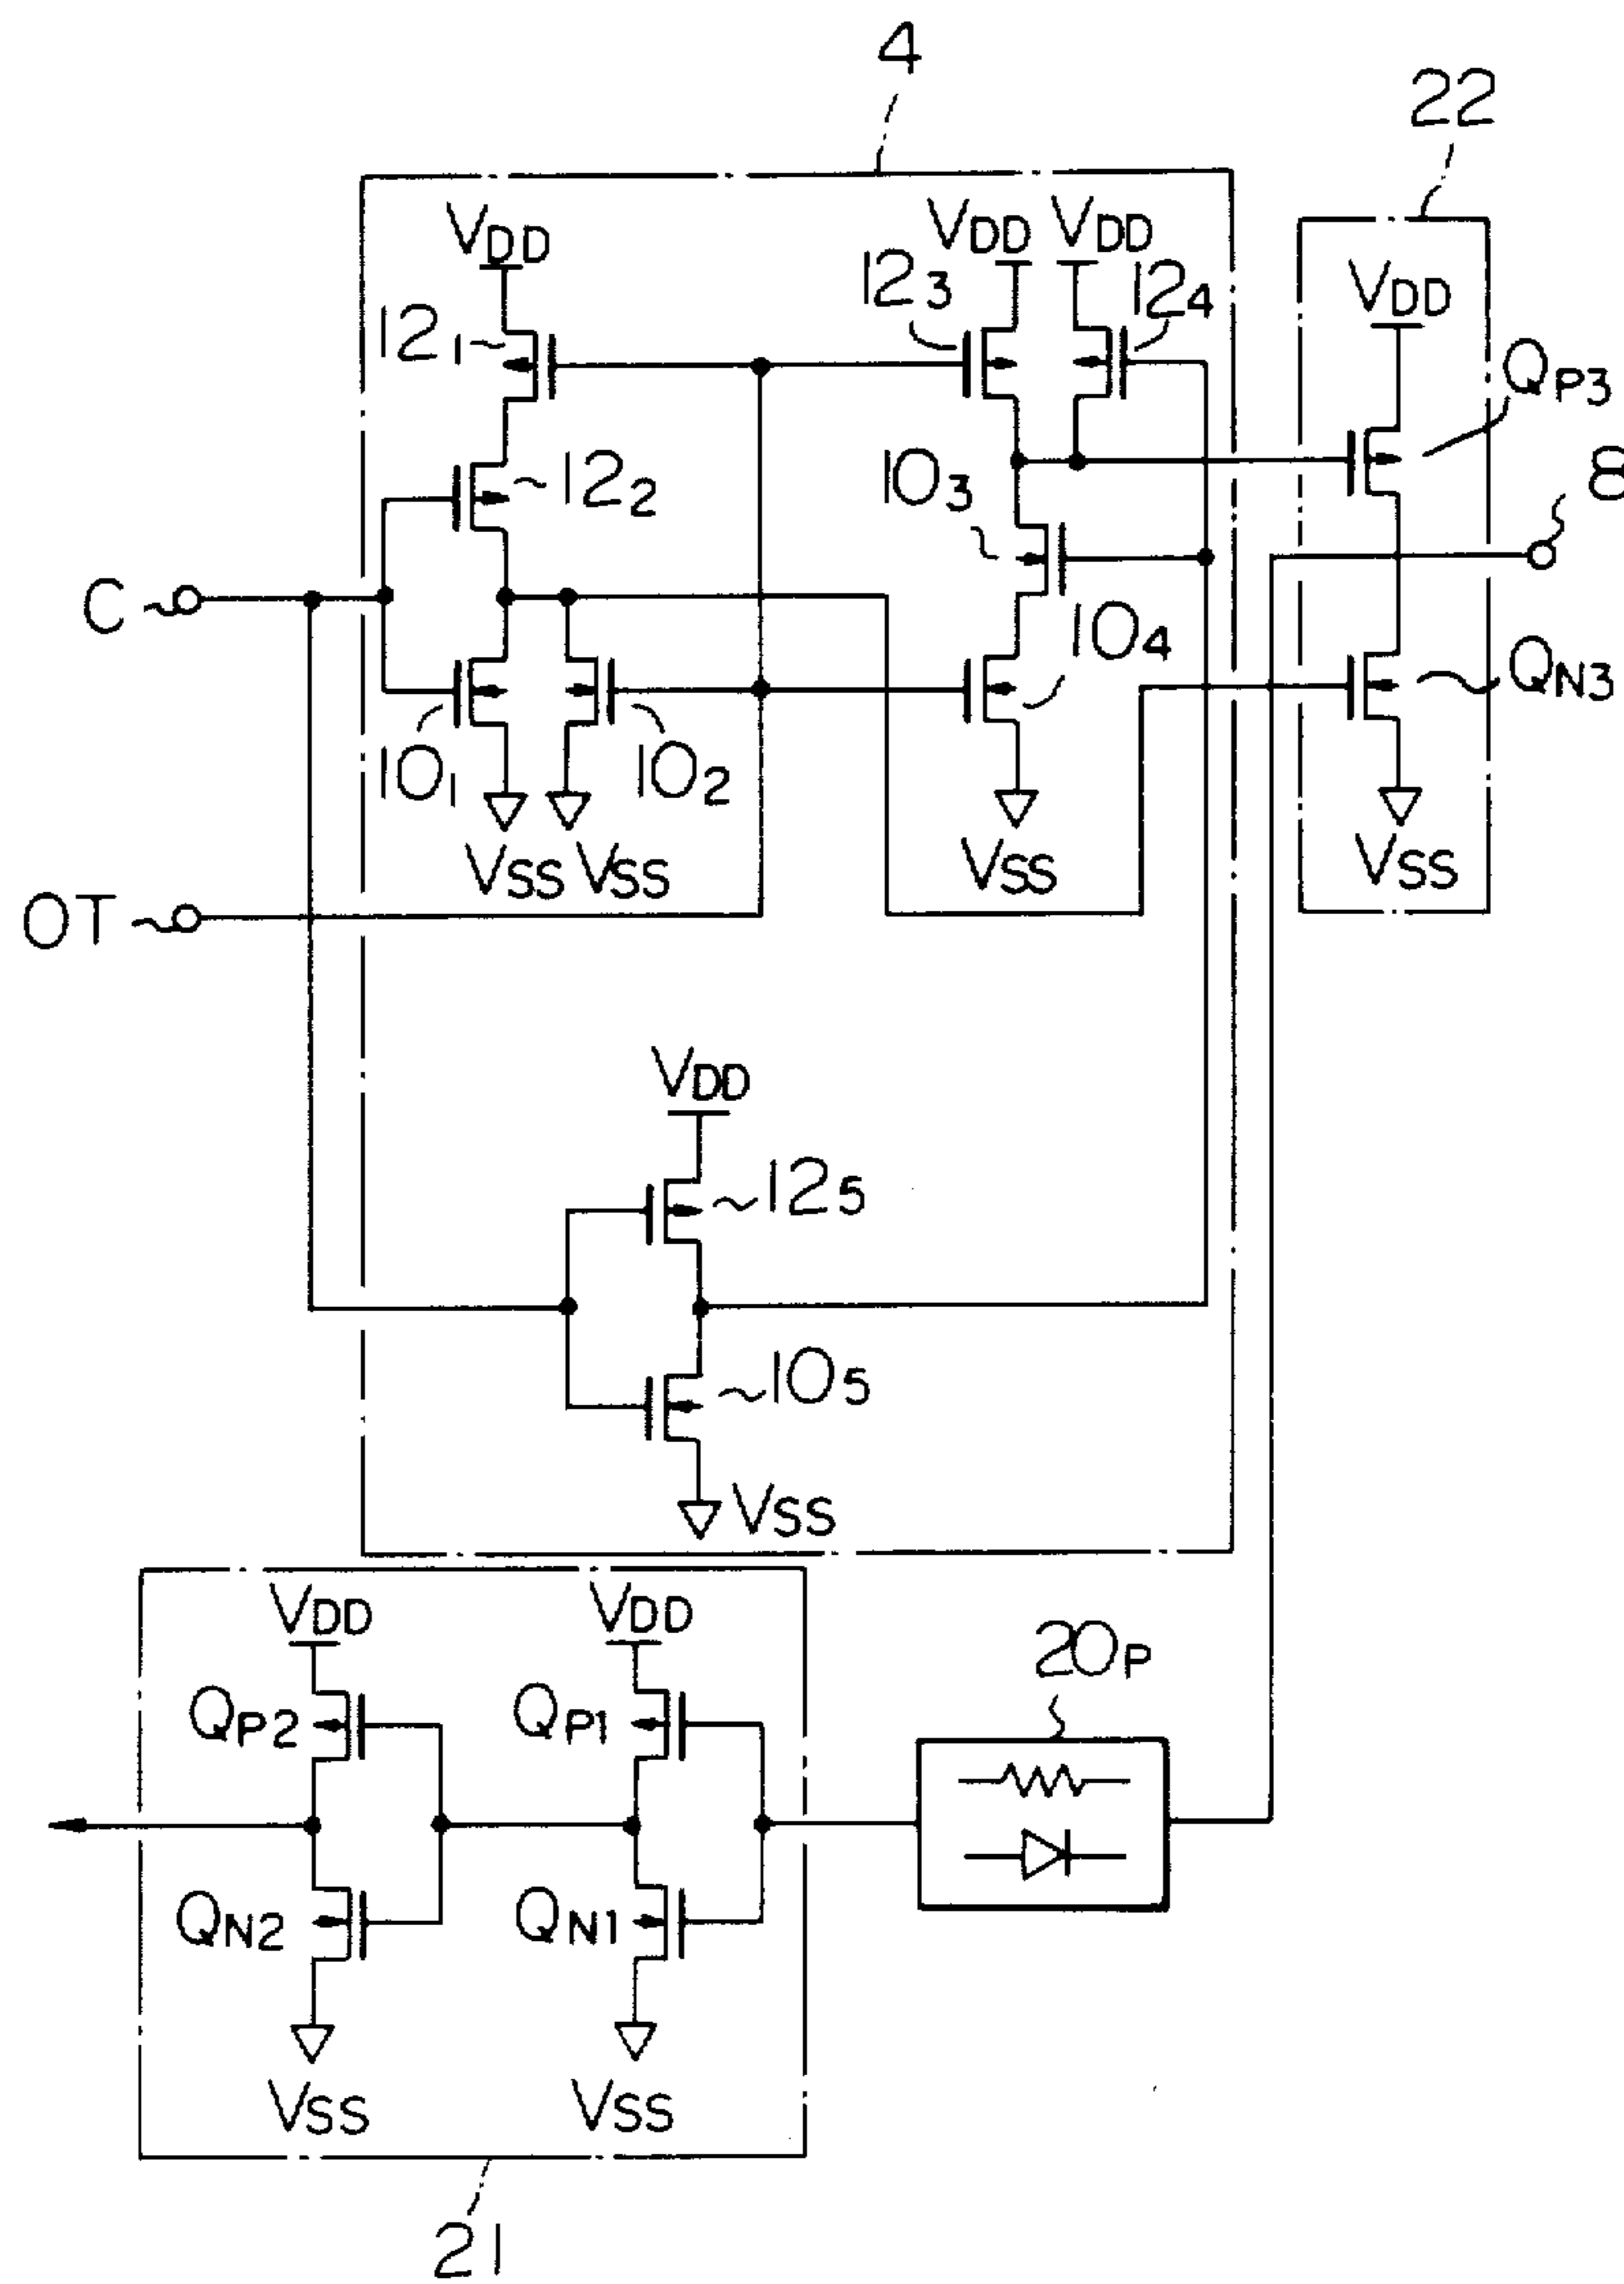 4
22
VDD
VDD
VDD
VDD
12₁
12₃
12₄
QP3
12₂
10₃
8
C
10₄
QN3
10₁
10₂
VSS
VSS
VSS
VSS
OT
VDD
12₅
10₅
VSS
VDD
VDD
20P
QP2
QP1
QN2
QN1
VSS
VSS
21